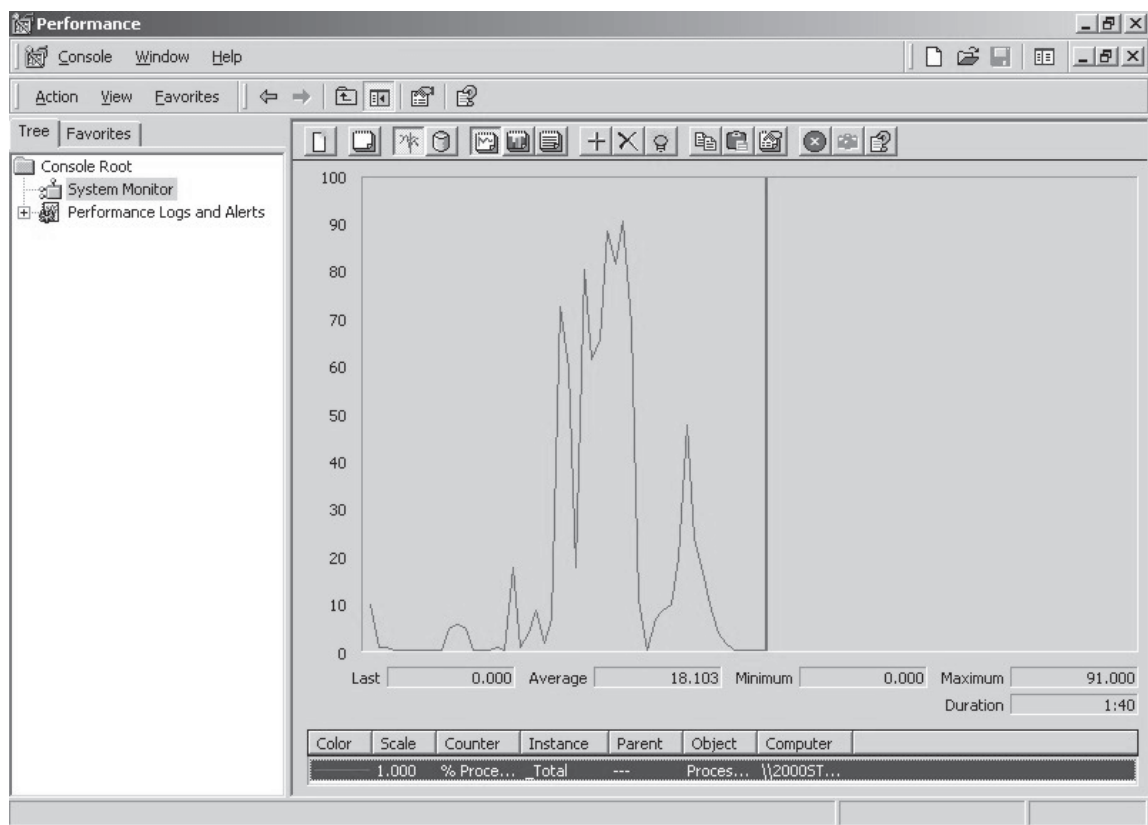 Performance
Console Window Help
Action View Favorites
Tree Favorites
Console Root
System Monitor
Performance Logs and Alerts
100
90
80
70
60
50
40
30
20
10
0
Last 0.000 Average 18.103 Minimum 0.000 Maximum 91.000
Duration 1:40
Color Scale Counter Instance Parent Object Computer
1.000 % Proce... _Total --- Proces... \\2000ST...